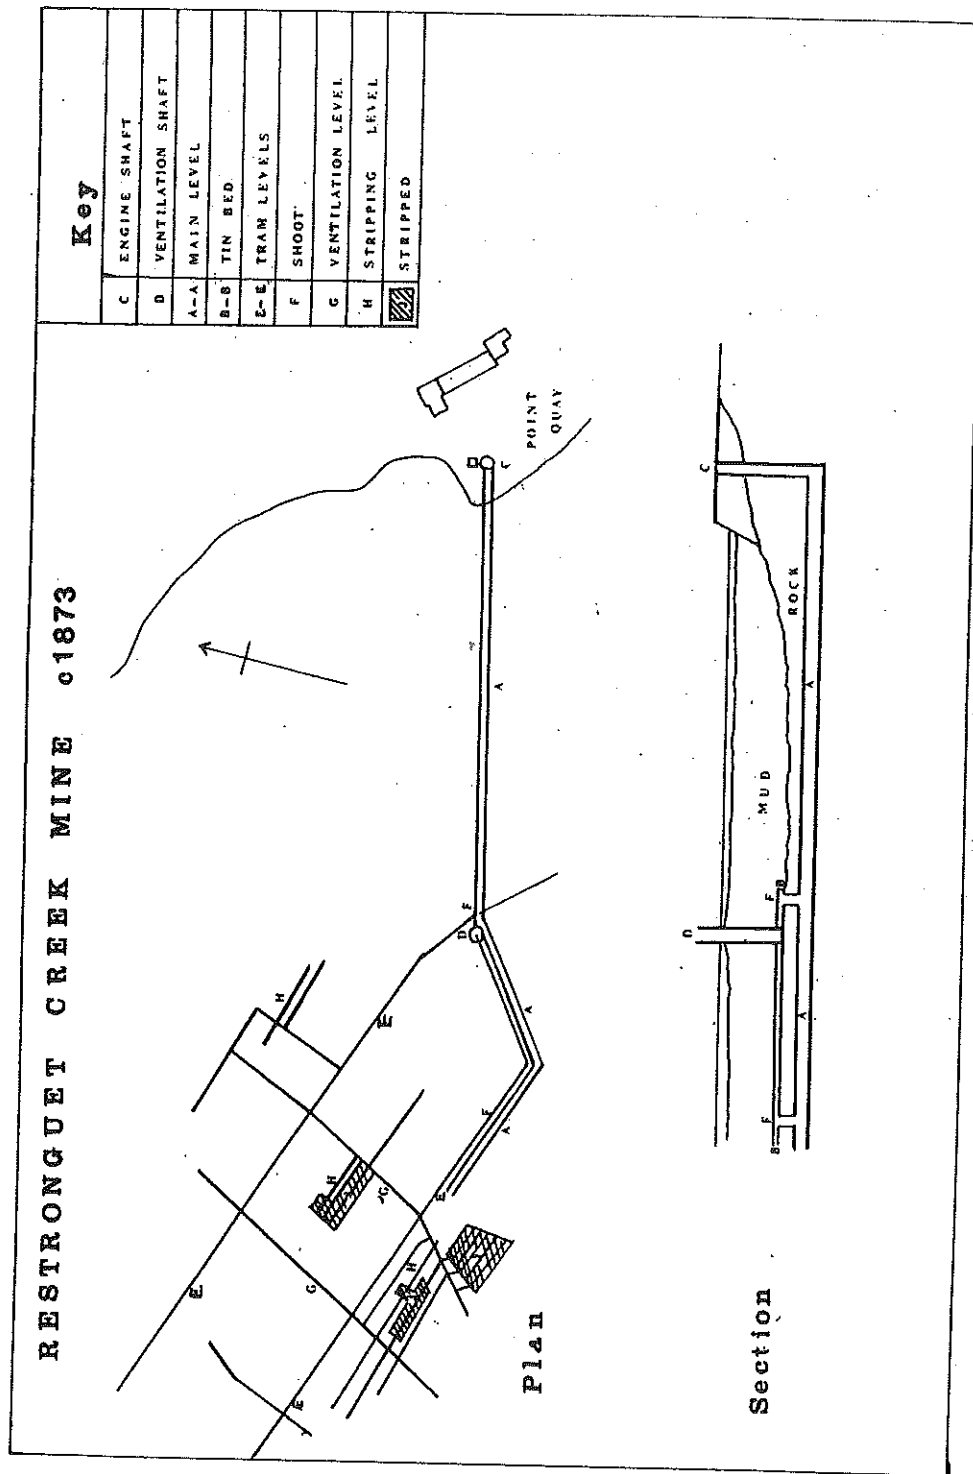 RESTRONGUET CREEK MINE c1873
Key
C ENGINE SHAFT
D VENTILATION SHAFT
A-A MAIN LEVEL
B-B TIN BED
E-E TRAM LEVELS
F SHOOT
G VENTILATION LEVEL
H STRIPPING LEVEL
STRIPPED
POINT
QUAY
C
A
F
D
E
H
A
F
A
E
H
G
E
G
H
E
Plan
C
ROCK
A
MUD
B
F
D
A
F
B
Section